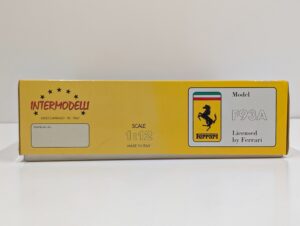 INTERMODELLI
SCALE
1:12
MADE IN ITALY
Ferrari
Model
F93A
Licensed
by Ferrari